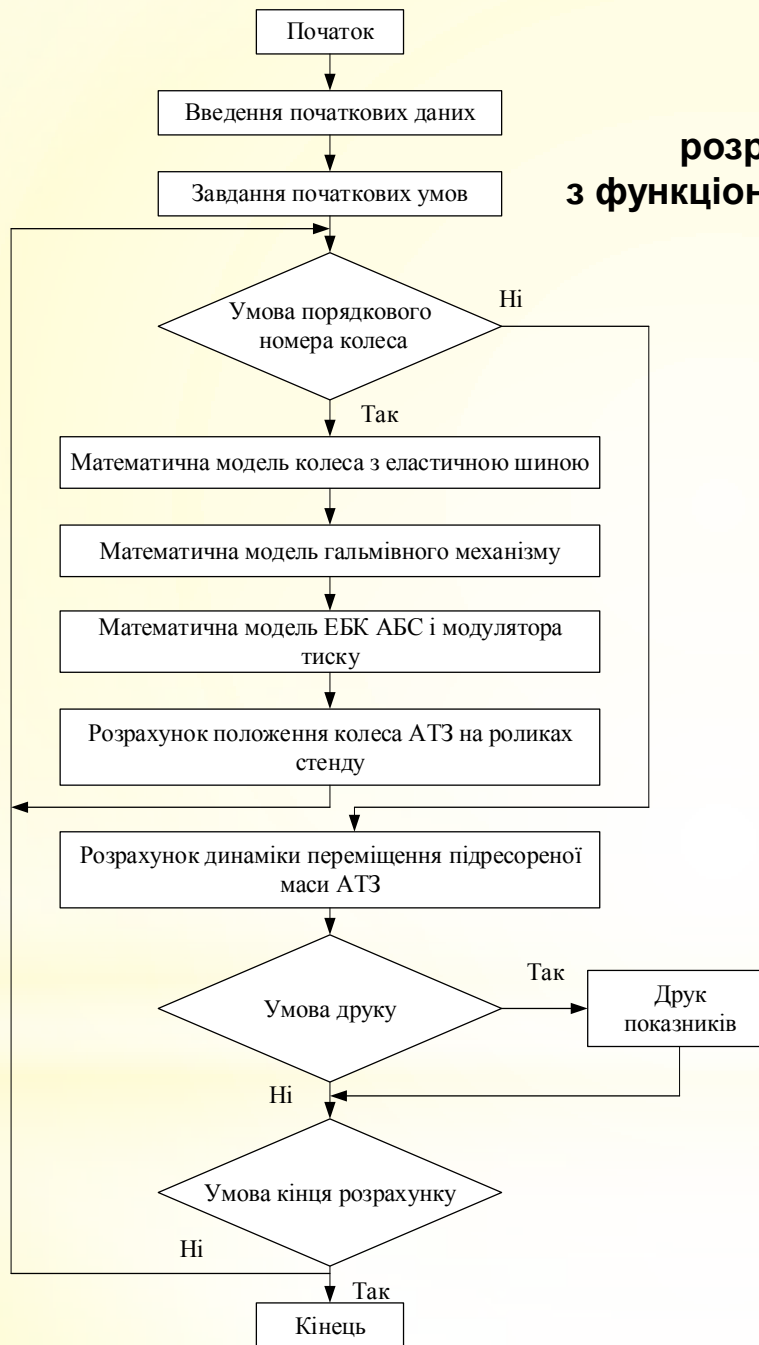 Початок
Введення початкових даних
розр
з функціон
Завдання початкових умов
Умова порядкового
номера колеса
Ні
Так
Математична модель колеса з еластичною шиною
Математична модель гальмівного механізму
Математична модель ЕБК АБС і модулятора
тиску
Розрахунок положення колеса АТЗ на роликах
стенду
Розрахунок динаміки переміщення підресореної
маси АТЗ
Умова друку
Так
Друк
показників
Ні
Умова кінця розрахунку
Ні
Так
Кінець